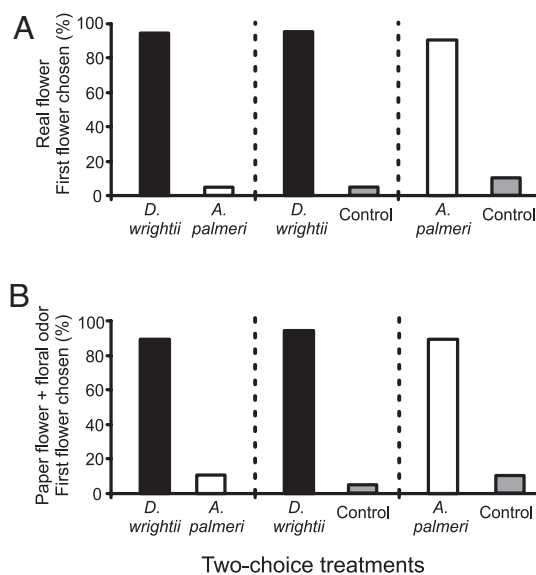 A
Real flower
First flower chosen (%)
100
80
60
40
20
0
D. wrightii
A. palmeri
D. wrightii
Control
A. palmeri
Control
B
Paper flower + floral odor
First flower chosen (%)
100
80
60
40
20
0
D. wrightii
A. palmeri
D. wrightii
Control
A. palmeri
Control
Two-choice treatments